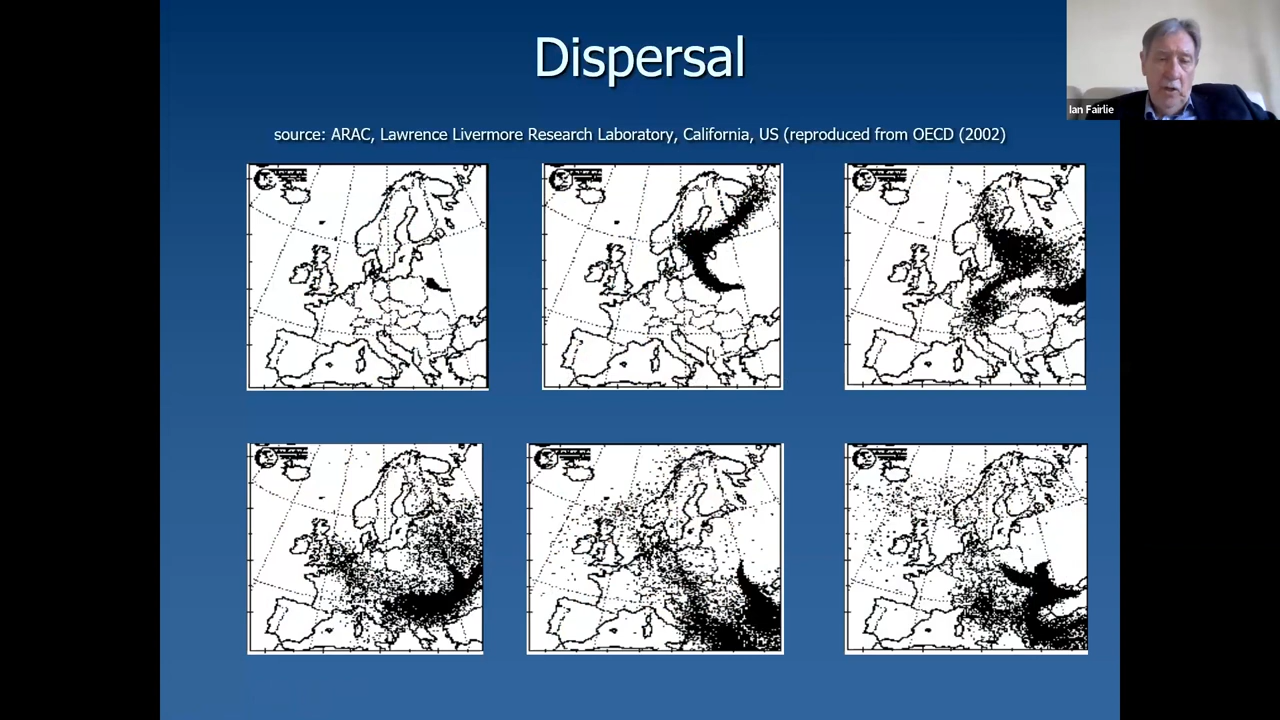 Dispersal
Ian Fairlie
source: ARAC, Lawrence Livermore Research Laboratory, California, US (reproduced from OECD (2002)